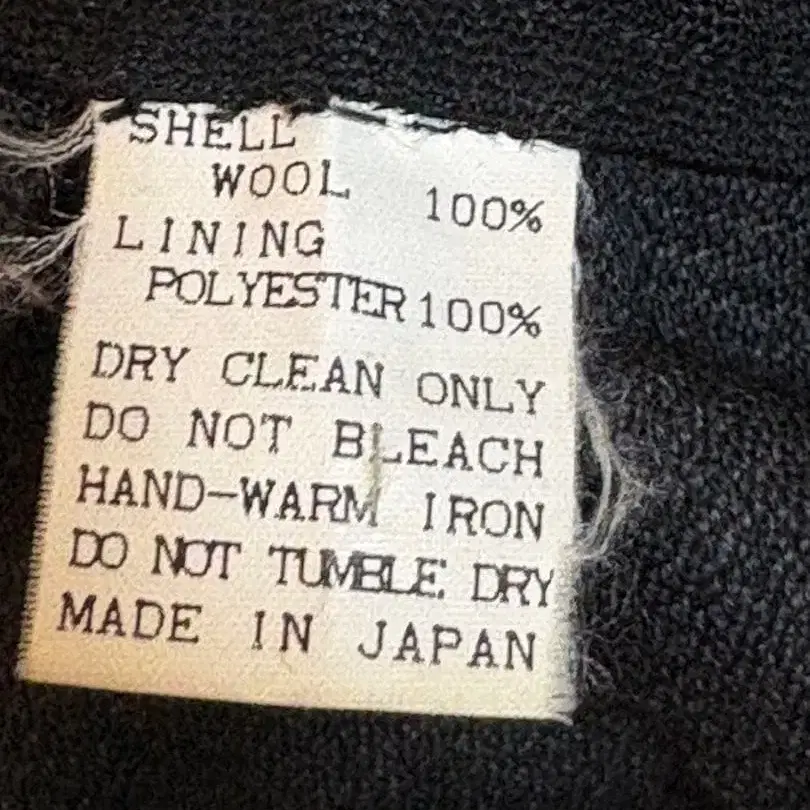 SHELL
WOOL 100%
LINING
POLYESTER 100%
DRY CLEAN ONLY
DO NOT BLEACH
HAND-WARM IRON
DO NOT TUMBLE DRY
MADE IN JAPAN